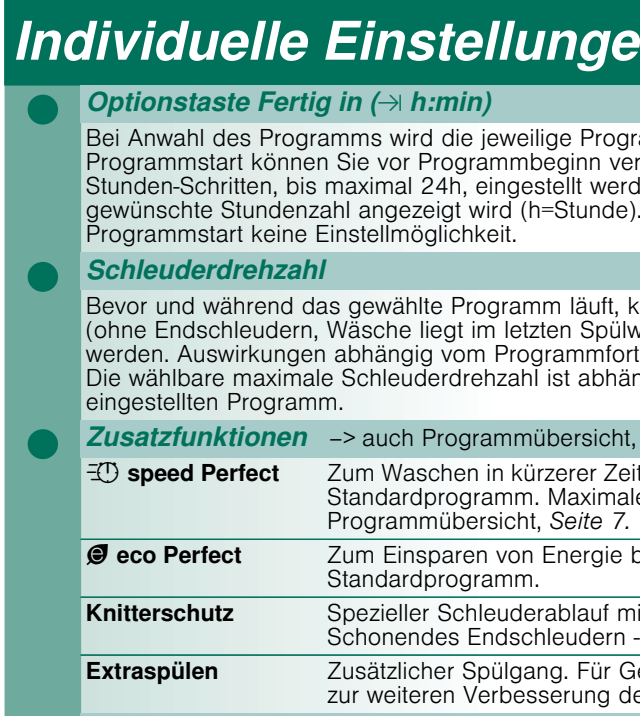 Individuelle Einstellunge
Optionstaste Fertig in (→| h:min)
Bei Anwahl des Programms wird die jeweilige Progra
Programmstart können Sie vor Programmbeginn ver
Stunden-Schritten, bis maximal 24h, eingestellt werd
gewünschte Stundenzahl angezeigt wird (h=Stunde).
Programmstart keine Einstellmöglichkeit.
Schleuderdrehzahl
Bevor und während das gewählte Programm läuft, k
(ohne Endschleudern, Wäsche liegt im letzten Spülw
werden. Auswirkungen abhängig vom Programmfort
Die wählbare maximale Schleuderdrehzahl ist abhän
eingestellten Programm.
Zusatzfunktionen –> auch Programmübersicht,
speed Perfect Zum Waschen in kürzerer Zeit
Standardprogramm. Maximale
Programmübersicht, Seite 7.
eco Perfect Zum Einsparen von Energie b
Standardprogramm.
Knitterschutz Spezieller Schleuderablauf mi
Schonendes Endschleudern -
Extraspülen Zusätzlicher Spülgang. Für Ge
zur weiteren Verbesserung de